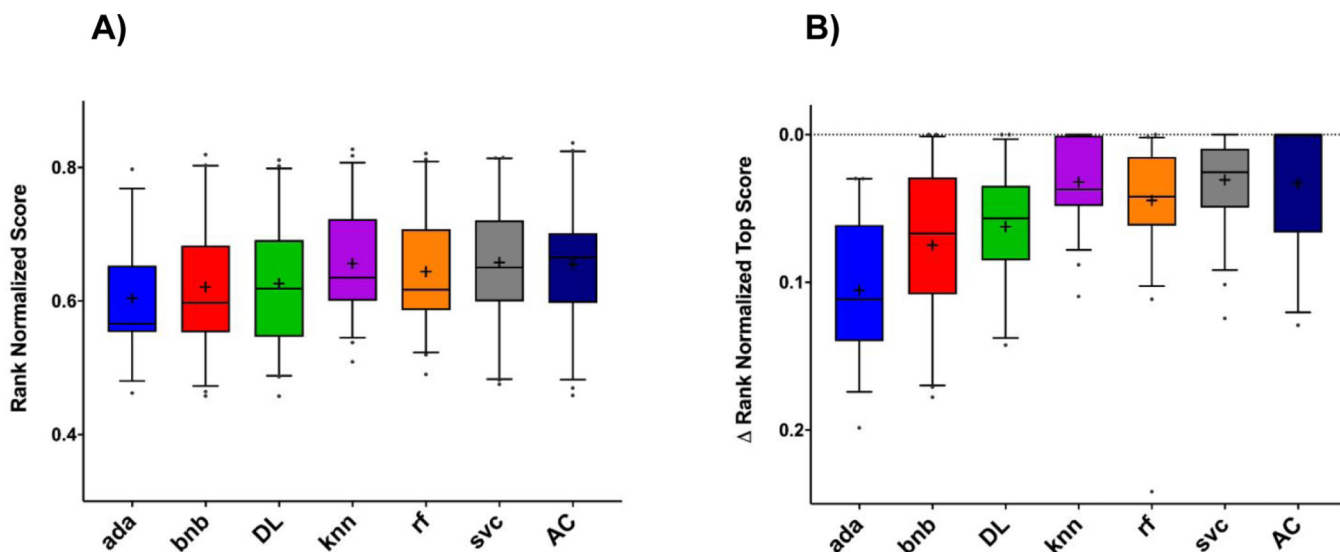 A)
Rank Normalized Score
0.8
0.6
0.4
ada
bnb
DL
knn
rf
svc
AC
B)
Δ Rank Normalized Top Score
0.0
0.1
0.2
ada
bnb
DL
knn
rf
svc
AC